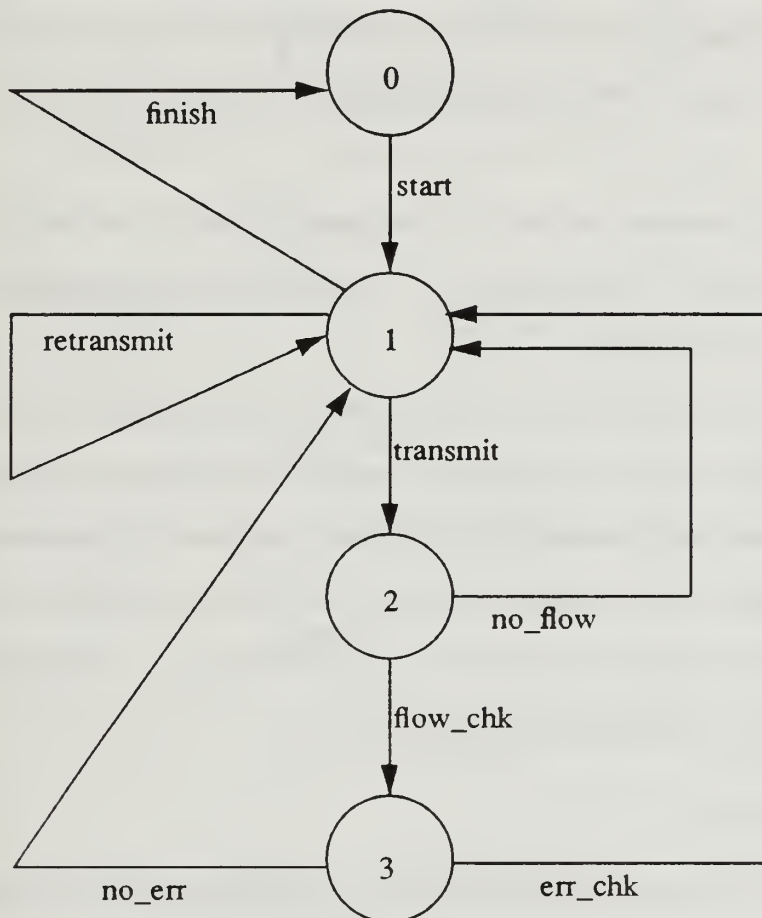 0
finish
start
retransmit
1
transmit
2
no_flow
flow_chk
3
no_err
err_chk